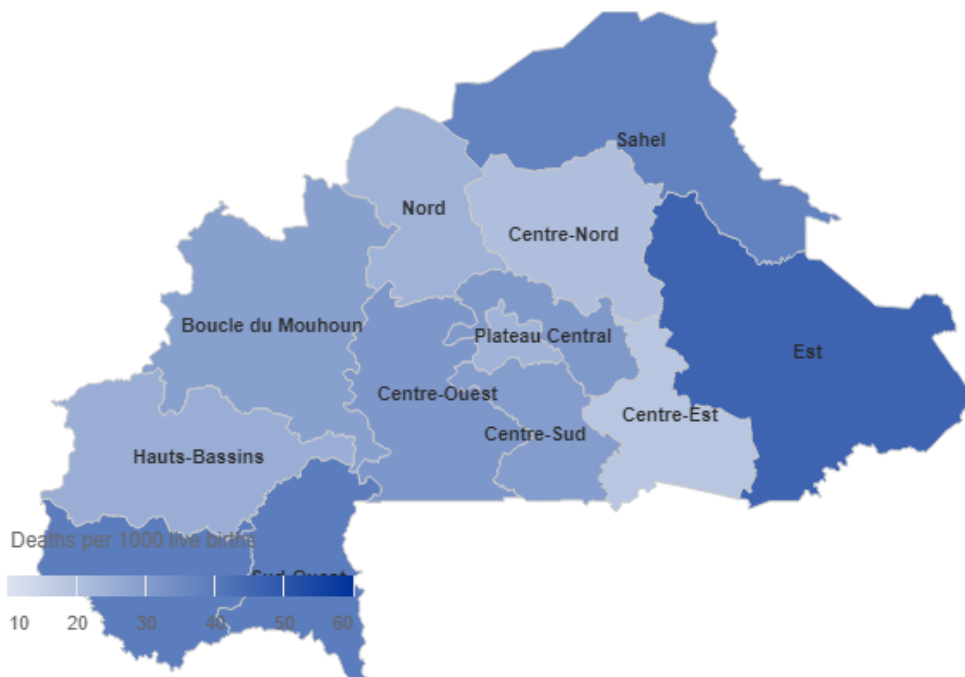 Sahel
Nord
Centre-Nord
Boucle du Mouhoun
Plateau Central
Est
Centre-Ouest
Centre-Est
Centre-Sud
Hauts-Bassins
Deaths per 1000 live births
Sud-Ouest
10 20 30 40 50 60